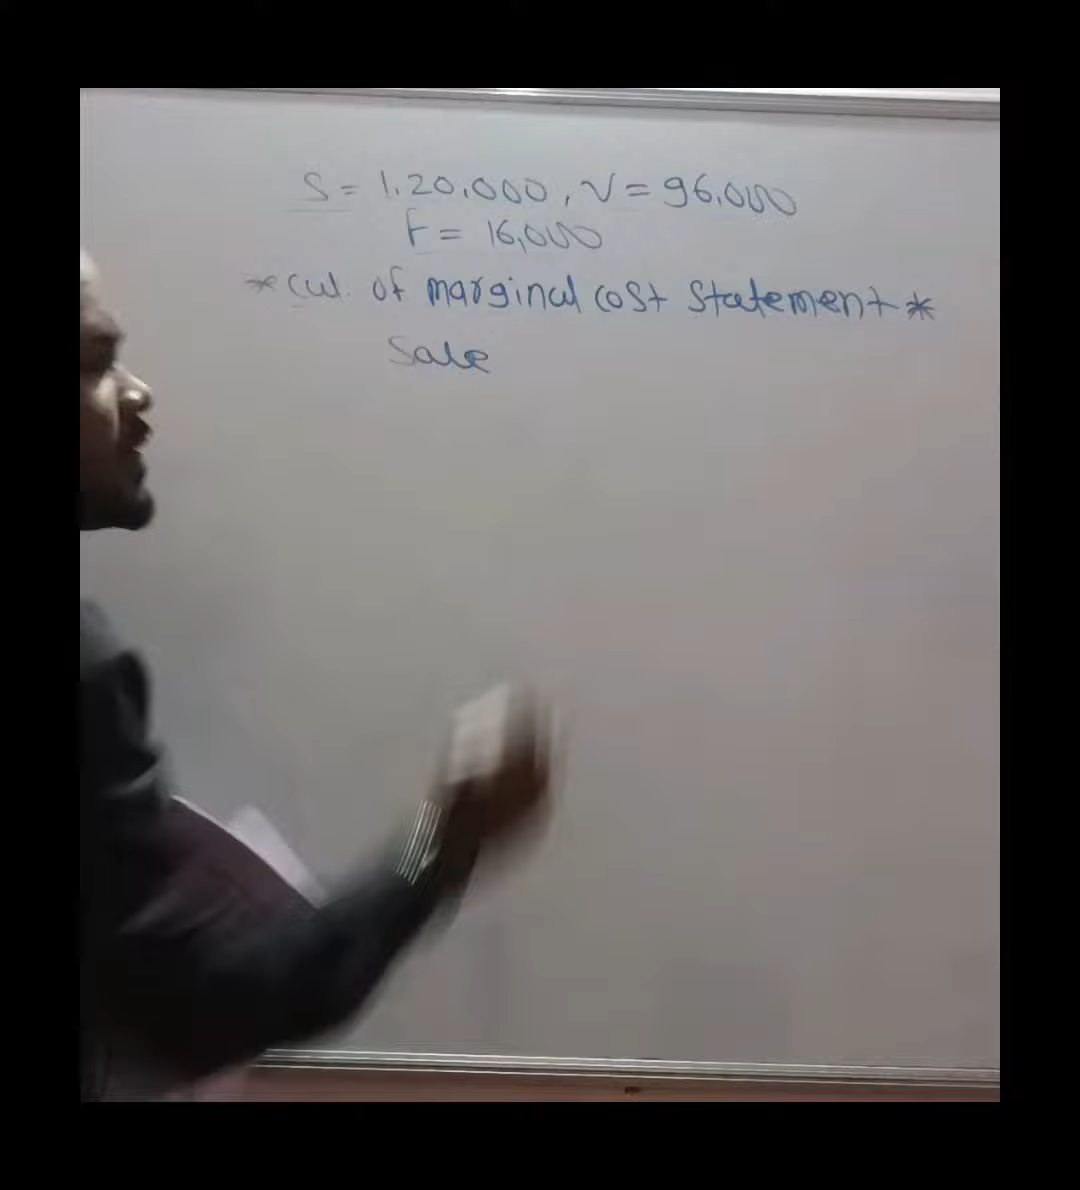 S = 1,20,000, V = 96,000
F = 16,000
* Cal. of marginal cost statement *
Sale